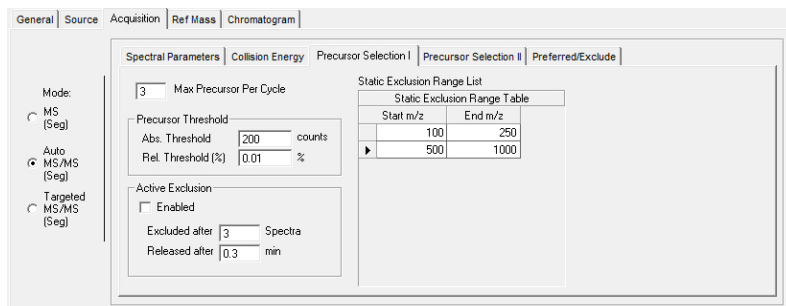 General Source Acquisition Ref Mass Chromatogram
Spectral Parameters Collision Energy Precursor Selection I Precursor Selection II Preferred/Exclude
Mode:
MS
(Seg)
Auto
MS/MS
(Seg)
Targeted
MS/MS
(Seg)
3 Max Precursor Per Cycle
Precursor Threshold
Abs. Threshold 200 counts
Rel. Threshold (%) 0.01 %
Active Exclusion
Enabled
Excluded after 3 Spectra
Released after 0.3 min
Static Exclusion Range List
Static Exclusion Range Table
Start m/z End m/z
100 250
500 1000